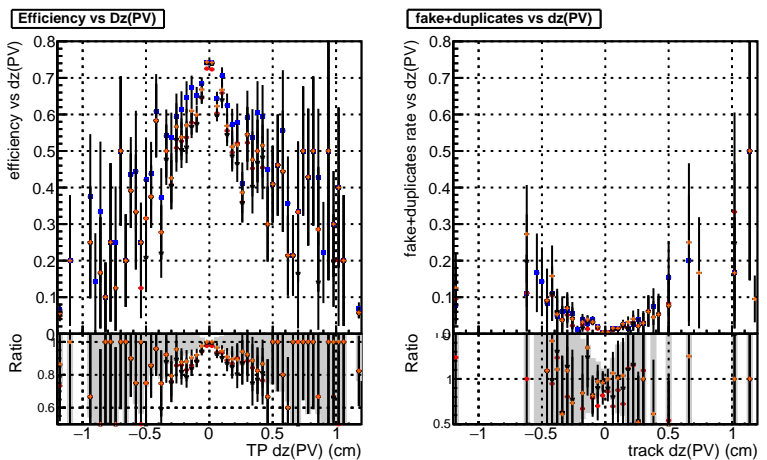 Efficiency vs Dz(PV)
efficiency vs dz(PV)
0.8
0.7
0.6
0.5
0.4
0.3
0.2
0.1
0
Ratio
1
0.8
0.6
−1 −0.5 0 0.5 1
TP dz(PV) (cm)
fake+duplicates vs dz(PV)
fake+duplicates rate vs dz(PV)
0.8
0.7
0.6
0.5
0.4
0.3
0.2
0.1
0
Ratio
1
0.5
−1 −0.5 0 0.5 1
track dz(PV) (cm)